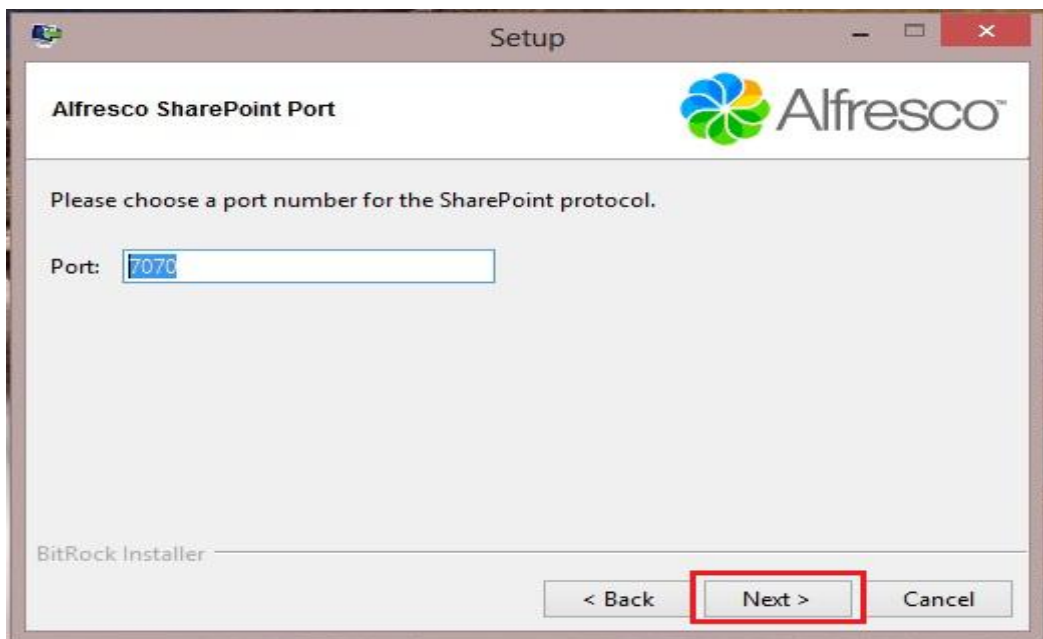 Setup
Alfresco SharePoint Port
Alfresco™
Please choose a port number for the SharePoint protocol.
Port: 7070
BitRock Installer
< Back Next > Cancel